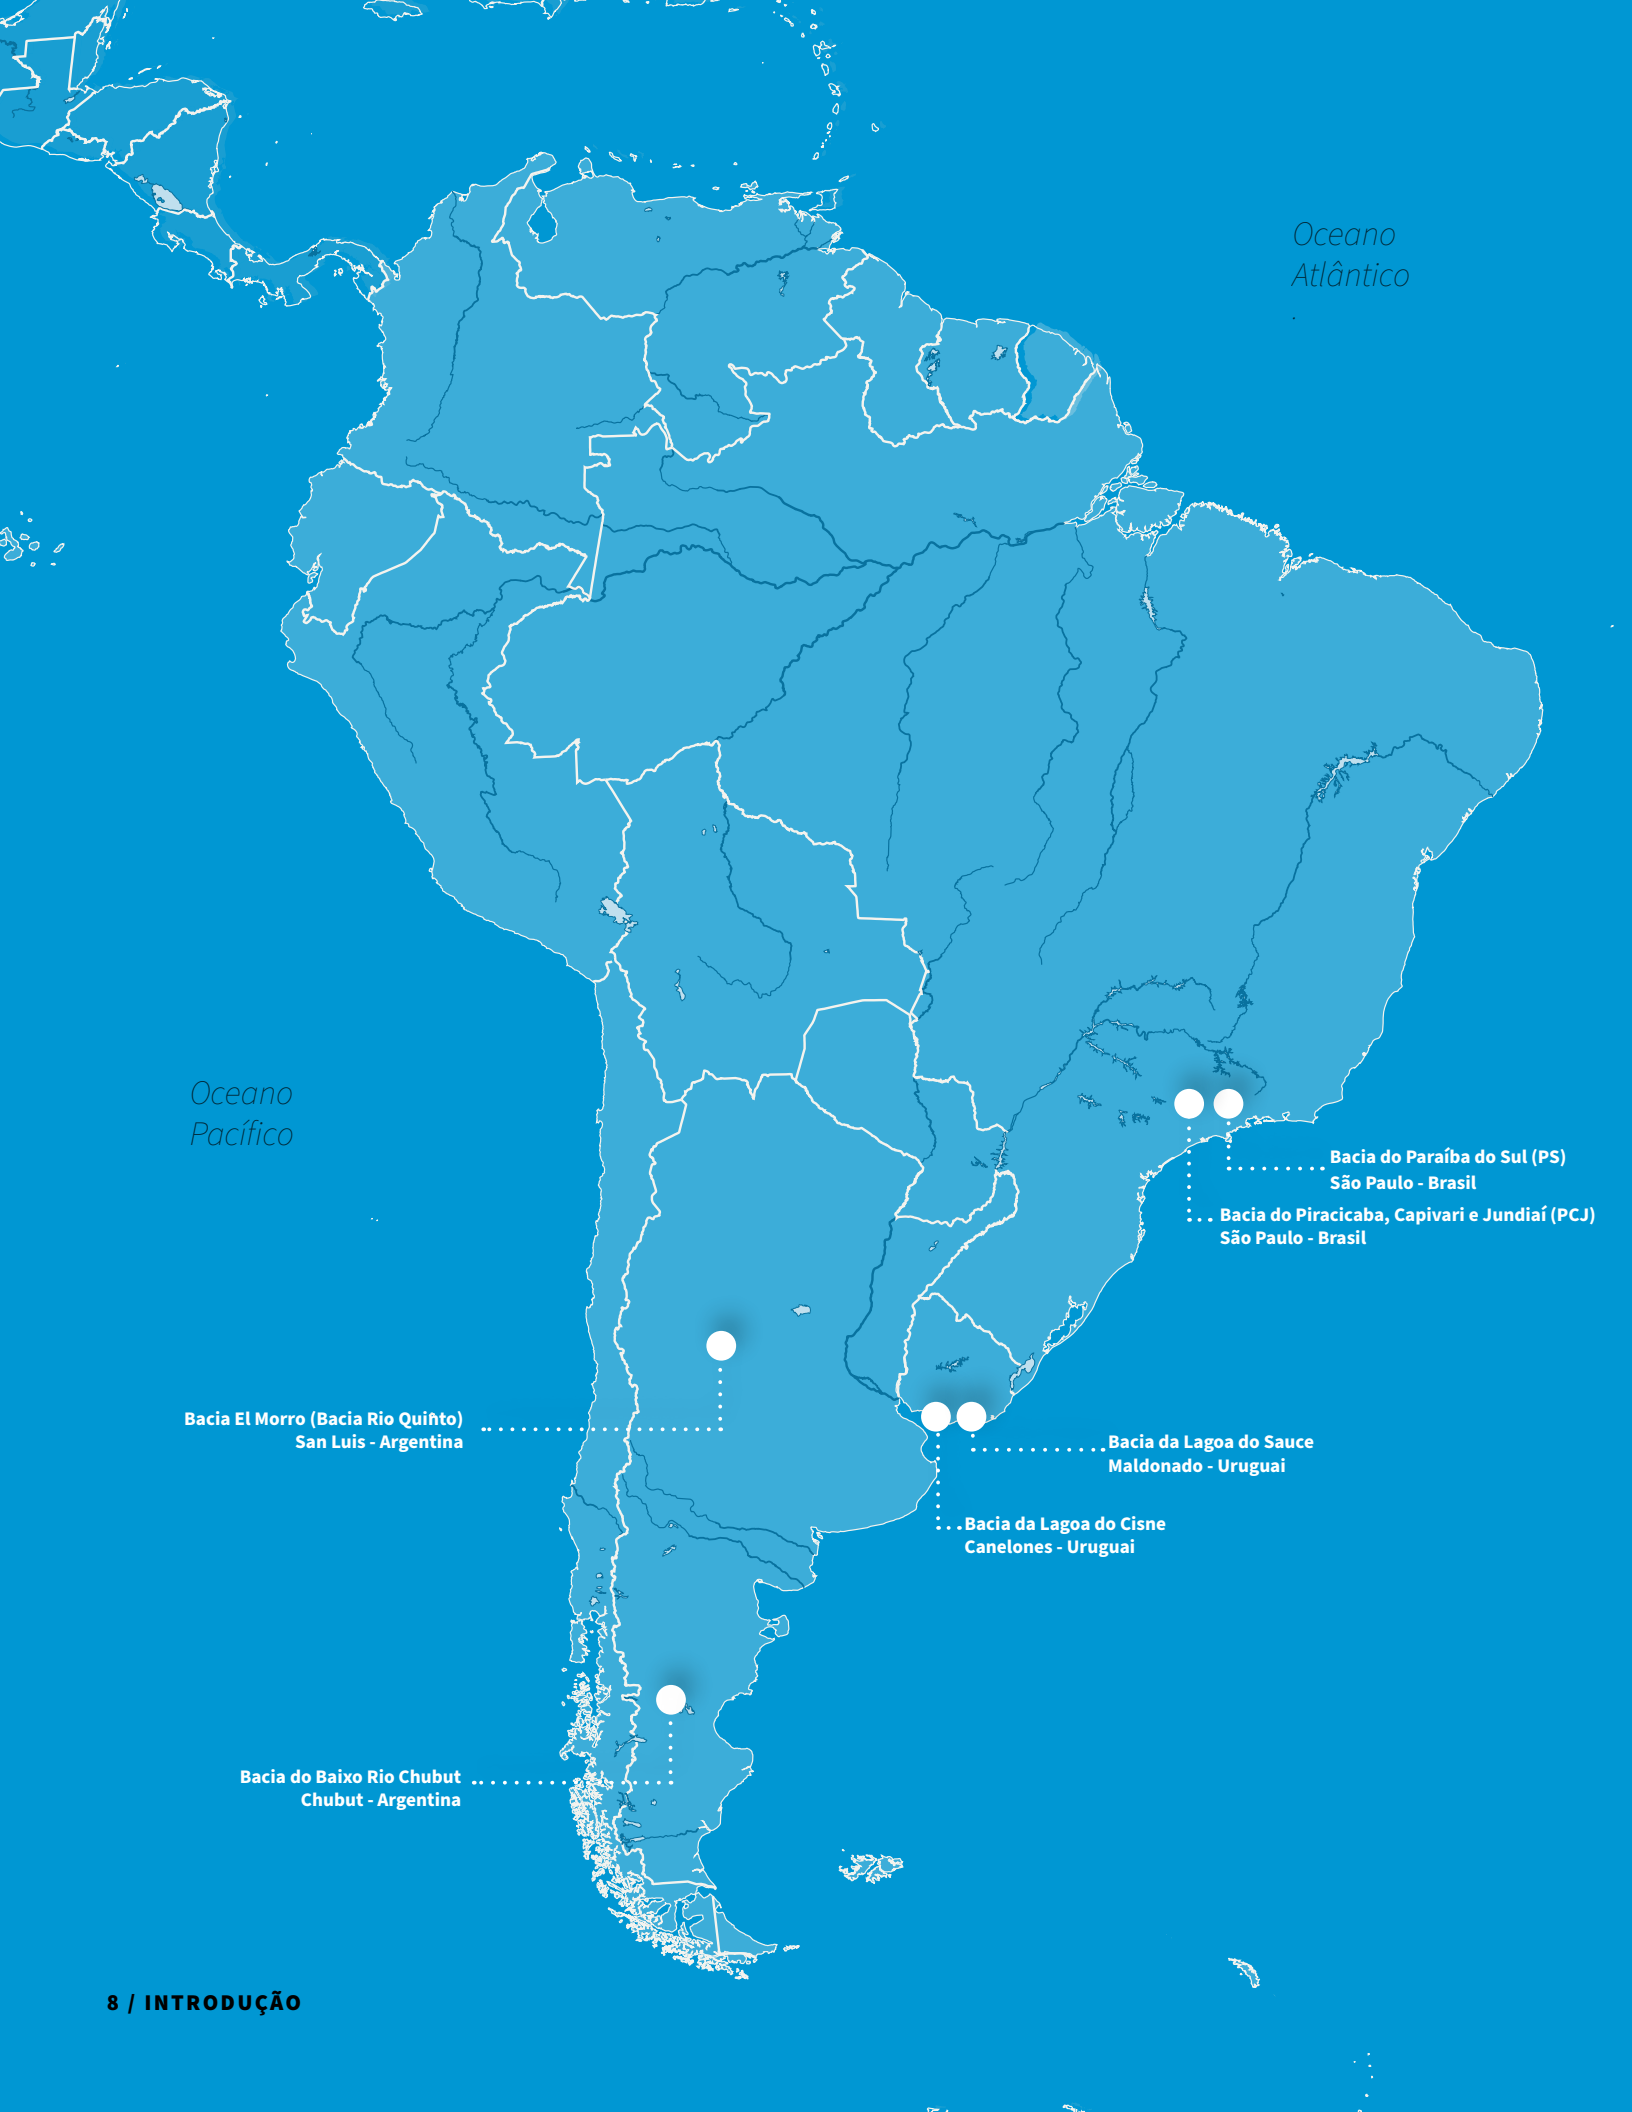 Oceano
Atlântico
.
Oceano
Pacífico
Bacia do Paraíba do Sul (PS)
São Paulo - Brasil
Bacia do Piracicaba, Capivari e Jundiaí (PCJ)
São Paulo - Brasil
Bacia El Morro (Bacia Rio Quiñto)
San Luis - Argentina
Bacia da Lagoa do Sauce
Maldonado - Uruguai
Bacia da Lagoa do Cisne
Canelones - Uruguai
Bacia do Baixo Rio Chubut
Chubut - Argentina
8 / INTRODUÇÃO